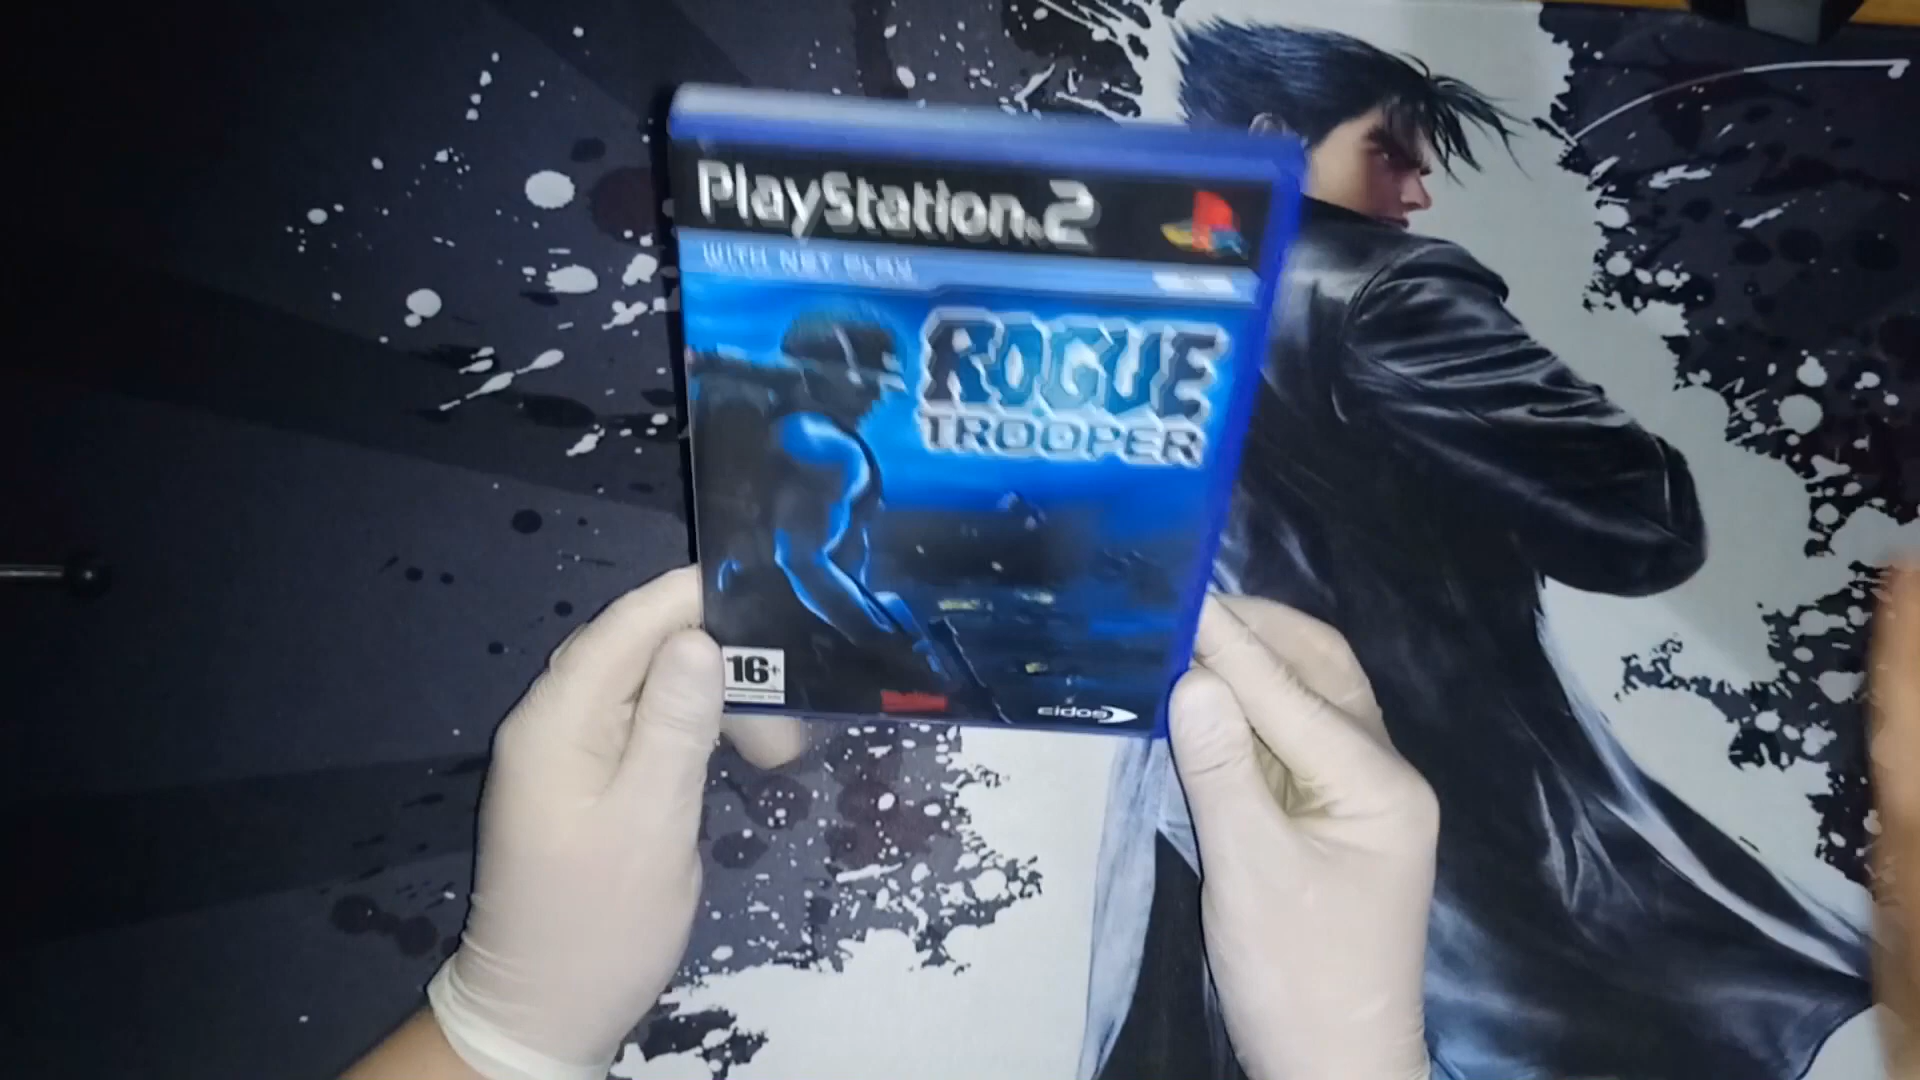 PlayStation.2
WITH NET PLAY
ROGUE
TROOPER
16+
eidos